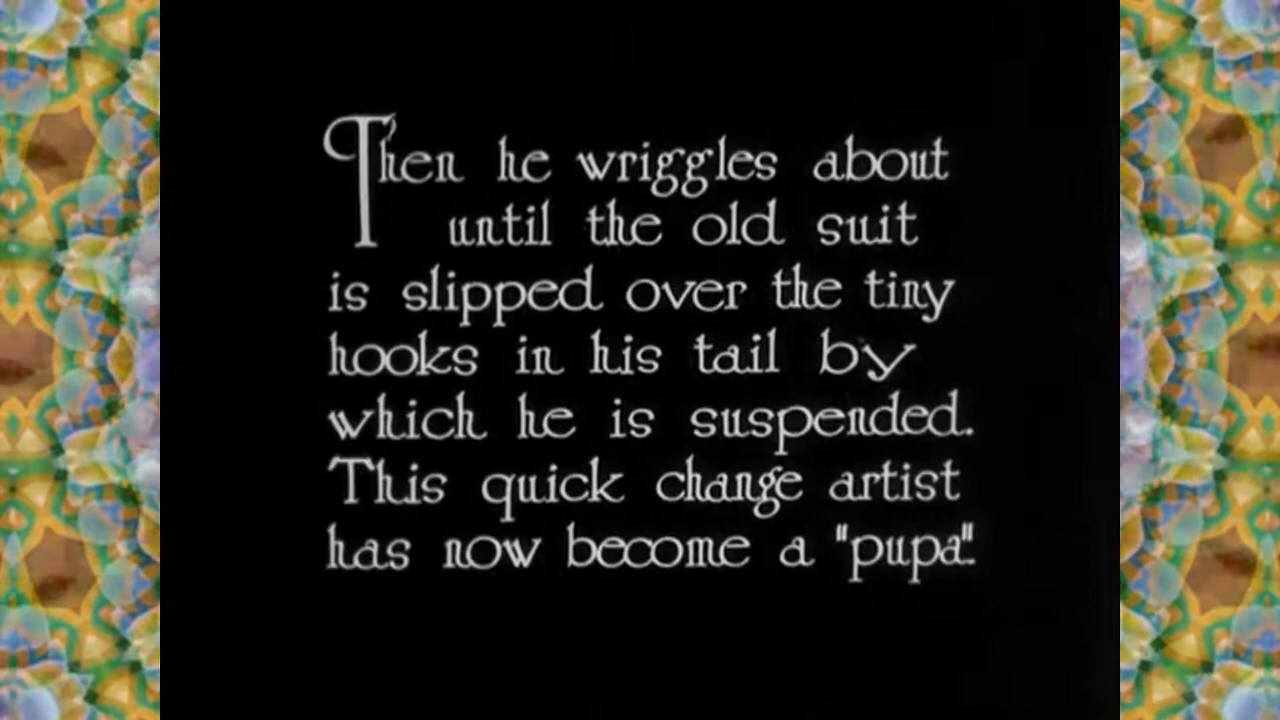 Then he wriggles about
until the old suit
is slipped over the tiny
hooks in his tail by
which he is suspended.
This quick change artist
has now become a "pupa".